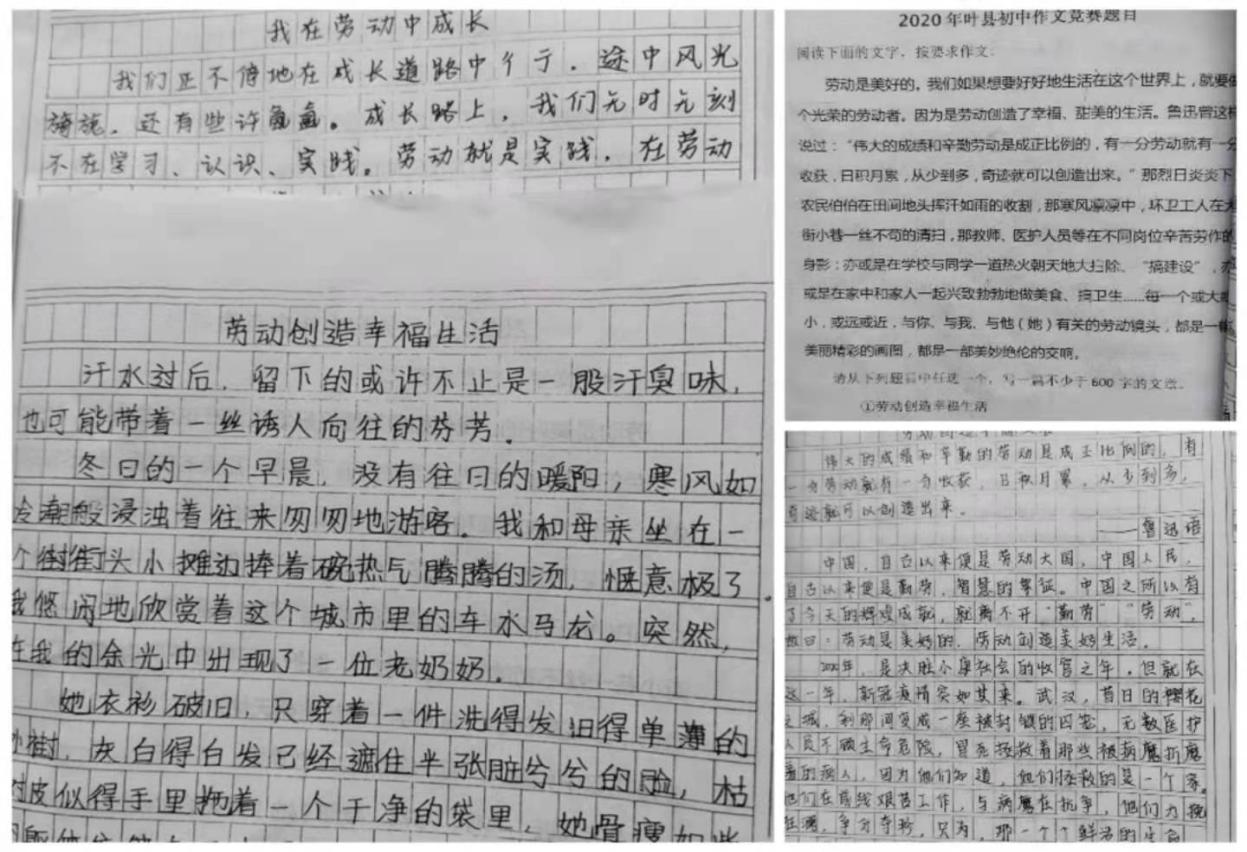 我在劳动中成长
我们正不停地在成长道路中彳亍. 途中风光
旖旎, 还有些许氤氲。成长路上, 我们无时无刻
不在学习、认识、实践。劳动就是实践, 在劳动
劳动创造幸福生活
汗水过后, 留下的或许不止是一股汗臭味,
也可能带着一丝诱人向往的芬芳.
冬日的一个早晨, 没有往日的暖阳, 寒风如
冷潮般浸浊着往来匆匆地游客。我和母亲坐在一
个街头小摊边捧着碗热气腾腾的汤, 惬意极了.
我悠闲地欣赏着这个城市里的车水马龙。突然,
在我的余光中出现了一位老奶奶.
她衣衫破旧, 只穿着一件洗得发旧得单薄的
灰白得白发已经遮住半张脏兮兮的脸, 枯
皮似得手里拖着一个干净的袋里, 她骨瘦如柴
2020年叶县初中作文竞赛题目
阅读下面的文字, 按要求作文:
劳动是美好的, 我们如果想要好好地生活在这个世界上, 就要做
个光荣的劳动者。因为是劳动创造了幸福、甜美的生活。鲁迅曾这样
说过:“伟大的成绩和辛勤劳动是成正比例的, 有一分劳动就有一分
收获, 日积月累, 从少到多, 奇迹就可以创造出来。”那烈日炎炎下,
农民伯伯在田间地头挥汗如雨的收割, 那寒风凛凛中, 环卫工人在大
街小巷一丝不苟的清扫, 那教师、医护人员等在不同岗位辛苦劳作的
身影; 亦或是在学校与同学一道热火朝天地大扫除、“搞建设”, 亦
或是在家中和家人一起兴致勃勃地做美食、搞卫生……每一个或大或
小, 或远或近, 与你、与我、与他(她)有关的劳动镜头, 都是一幅
美丽精彩的画图, 都是一部美妙绝伦的交响。
请从下列题目中任选一个, 写一篇不少于600字的文章。
①劳动创造幸福生活
伟大的成绩和辛勤的劳动是成正比例的, 有
一分劳动就有一分收获, 日积月累, 从少到多,
奇迹就可以创造出来。
——鲁迅语
中国, 自古以来便是劳动大国, 中国人民,
自古以来便是勤劳, 智慧的象征。中国之所以有
了今天的辉煌成就, 就离不开“勤劳”“劳动”,
故曰: 劳动是美好的, 劳动创造美好生活。
2020年, 是决胜小康社会的收官之年, 但就在
这一年, 新冠疫情突如其来。武汉, 昔日的樱花
之城, 刹那间变成一座被封锁的囚笼, 无数医护
人员不顾生命危险, 冒死拯救着那些被病魔折磨
着的病人, 因为他们知道, 他们拯救的是一个家.
他们在前线艰苦工作, 与病魔在抗争, 他们力挽
狂澜, 争分夺秒, 只为, 那一个个鲜活的生命